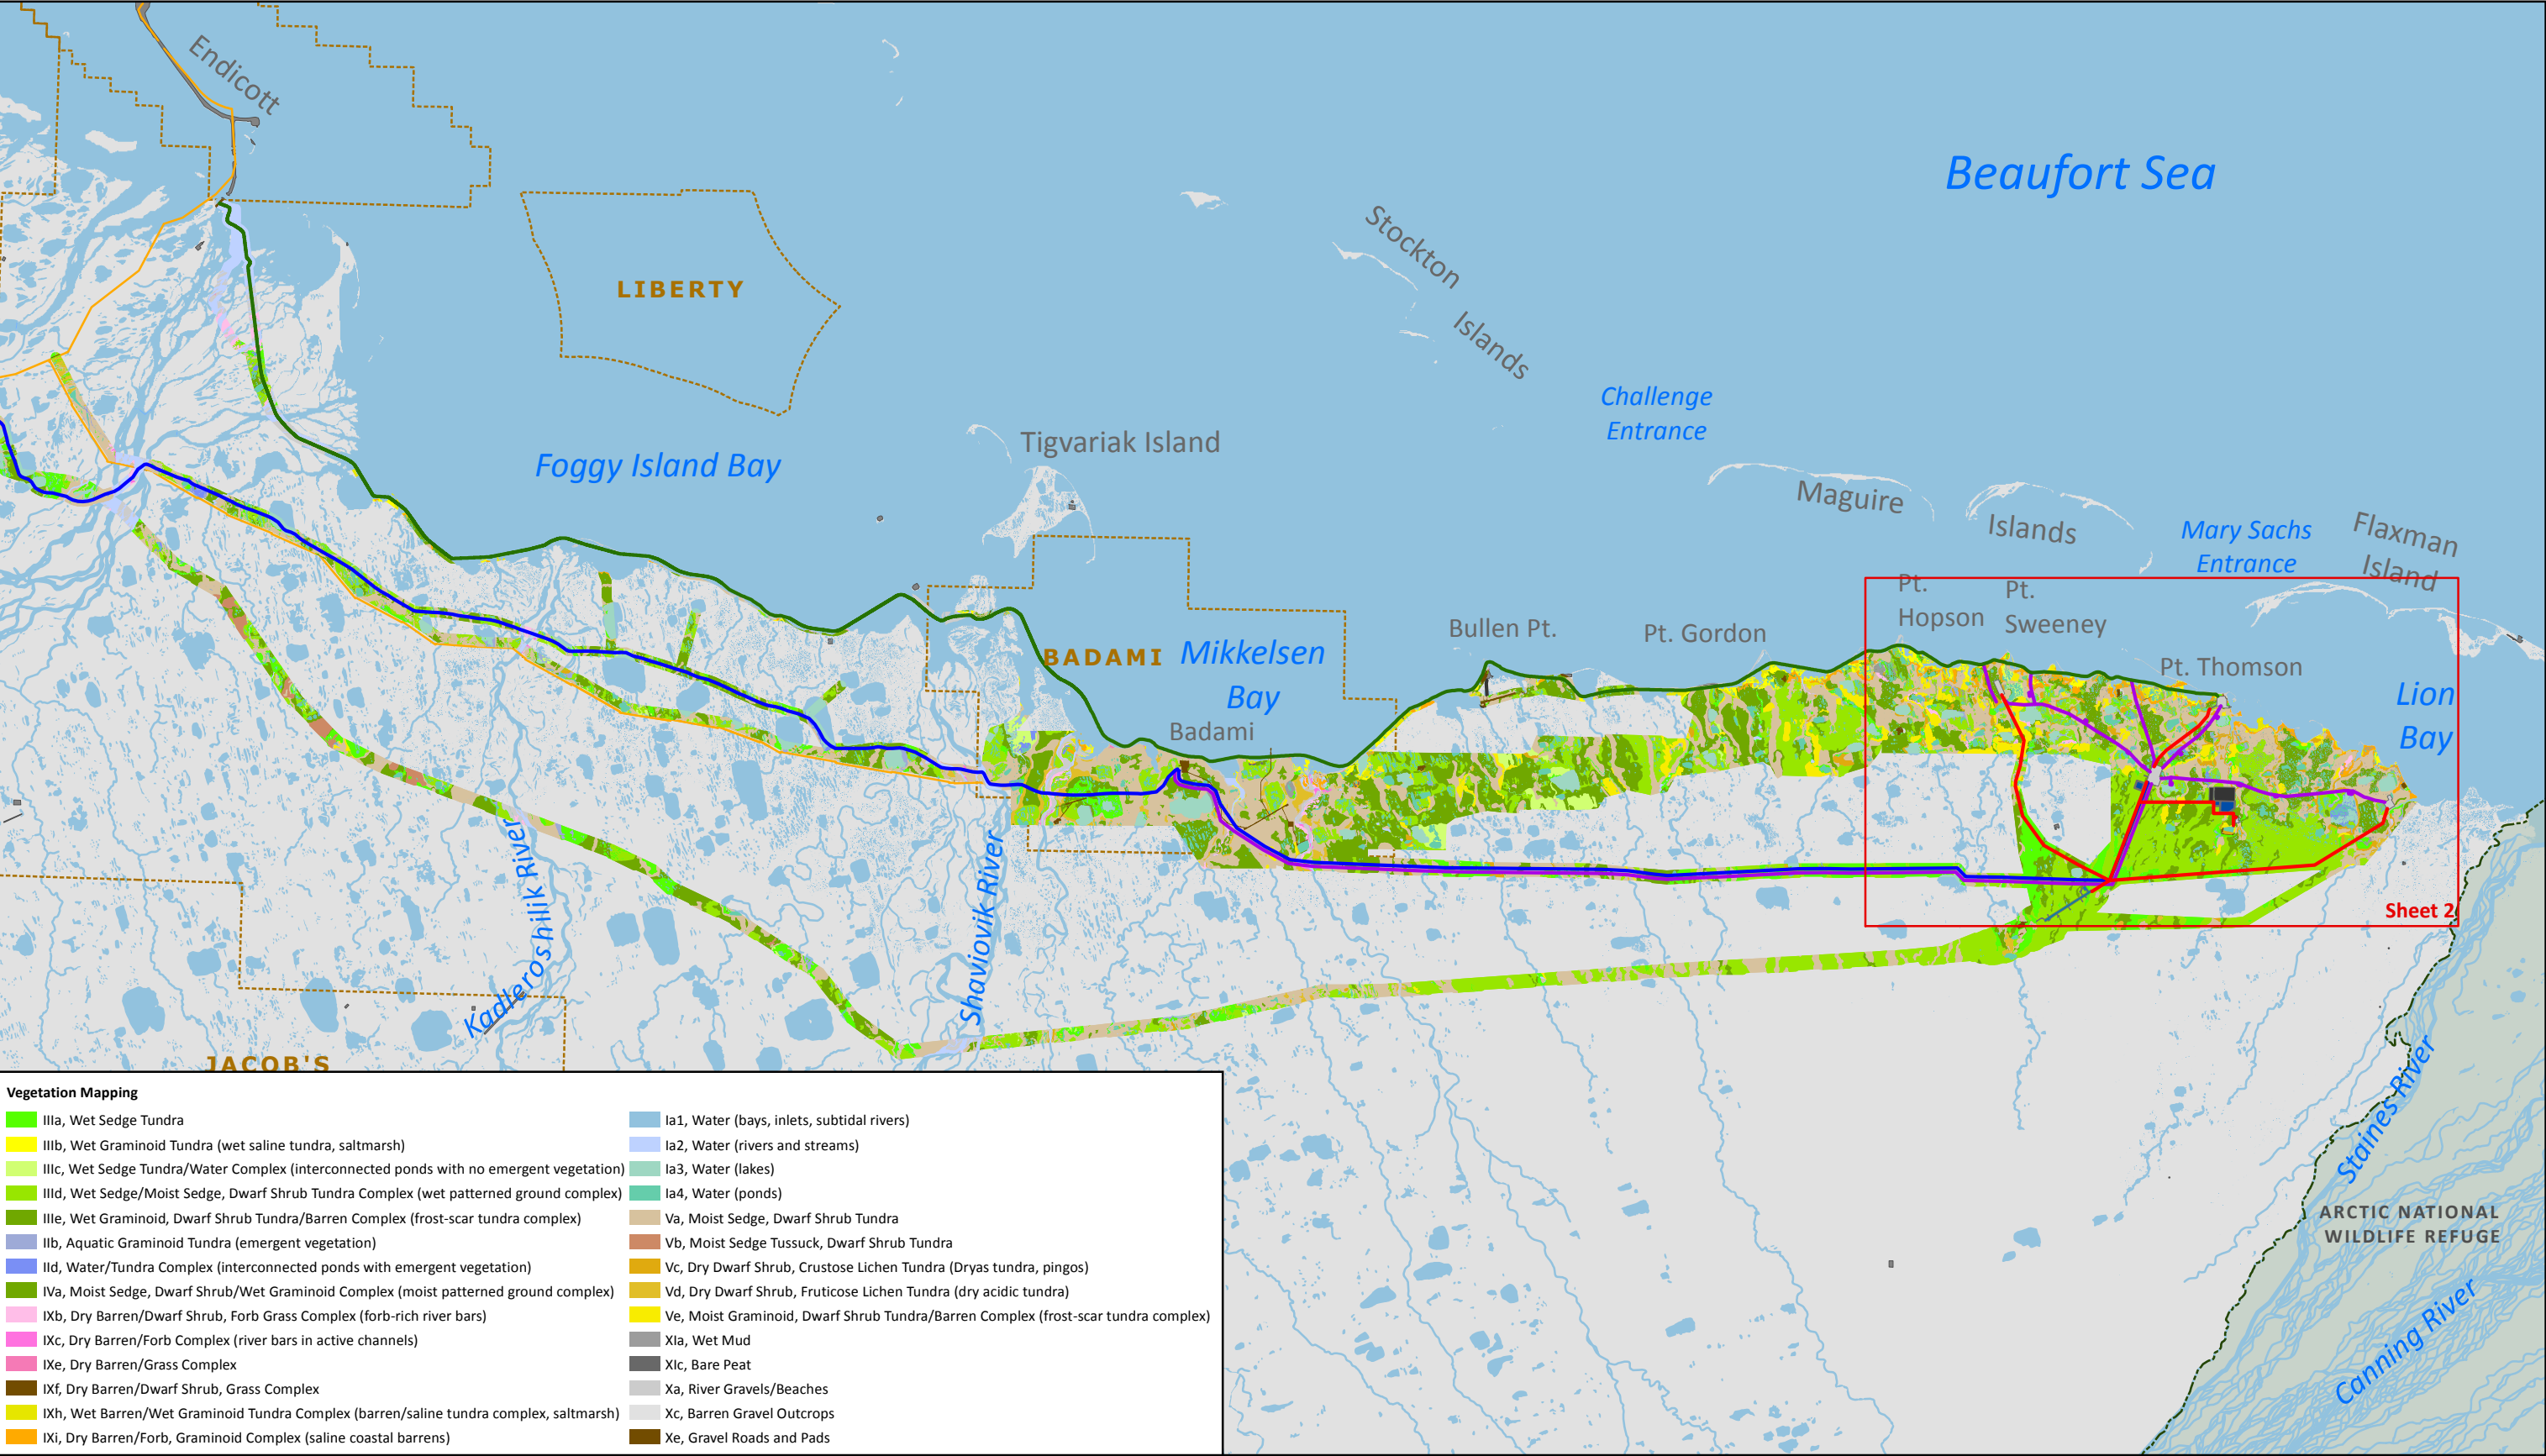 Endicott
Beaufort Sea
LIBERTY
Stockton
Islands
Challenge
Entrance
Tigvariak Island
Foggy Island Bay
Maguire
Islands
Mary Sachs
Entrance
Flaxman
Island
Pt.
Hopson
Pt.
Sweeney
Bullen Pt.
Pt. Gordon
BADAMI
Mikkelsen
Bay
Pt. Thomson
Lion
Bay
Badami
Sheet 2
Kadleroshilik River
Shaviovik River
JACOB'S
Staines River
ARCTIC NATIONAL
WILDLIFE REFUGE
Canning River
Vegetation Mapping
IIIa, Wet Sedge Tundra
IIIb, Wet Graminoid Tundra (wet saline tundra, saltmarsh)
IIIc, Wet Sedge Tundra/Water Complex (interconnected ponds with no emergent vegetation)
IIId, Wet Sedge/Moist Sedge, Dwarf Shrub Tundra Complex (wet patterned ground complex)
IIIe, Wet Graminoid, Dwarf Shrub Tundra/Barren Complex (frost-scar tundra complex)
IIb, Aquatic Graminoid Tundra (emergent vegetation)
IId, Water/Tundra Complex (interconnected ponds with emergent vegetation)
IVa, Moist Sedge, Dwarf Shrub/Wet Graminoid Complex (moist patterned ground complex)
IXb, Dry Barren/Dwarf Shrub, Forb Grass Complex (forb-rich river bars)
IXc, Dry Barren/Forb Complex (river bars in active channels)
IXe, Dry Barren/Grass Complex
IXf, Dry Barren/Dwarf Shrub, Grass Complex
IXh, Wet Barren/Wet Graminoid Tundra Complex (barren/saline tundra complex, saltmarsh)
IXi, Dry Barren/Forb, Graminoid Complex (saline coastal barrens)
Ia1, Water (bays, inlets, subtidal rivers)
Ia2, Water (rivers and streams)
Ia3, Water (lakes)
Ia4, Water (ponds)
Va, Moist Sedge, Dwarf Shrub Tundra
Vb, Moist Sedge Tussuck, Dwarf Shrub Tundra
Vc, Dry Dwarf Shrub, Crustose Lichen Tundra (Dryas tundra, pingos)
Vd, Dry Dwarf Shrub, Fruticose Lichen Tundra (dry acidic tundra)
Ve, Moist Graminoid, Dwarf Shrub Tundra/Barren Complex (frost-scar tundra complex)
XIa, Wet Mud
XIc, Bare Peat
Xa, River Gravels/Beaches
Xc, Barren Gravel Outcrops
Xe, Gravel Roads and Pads